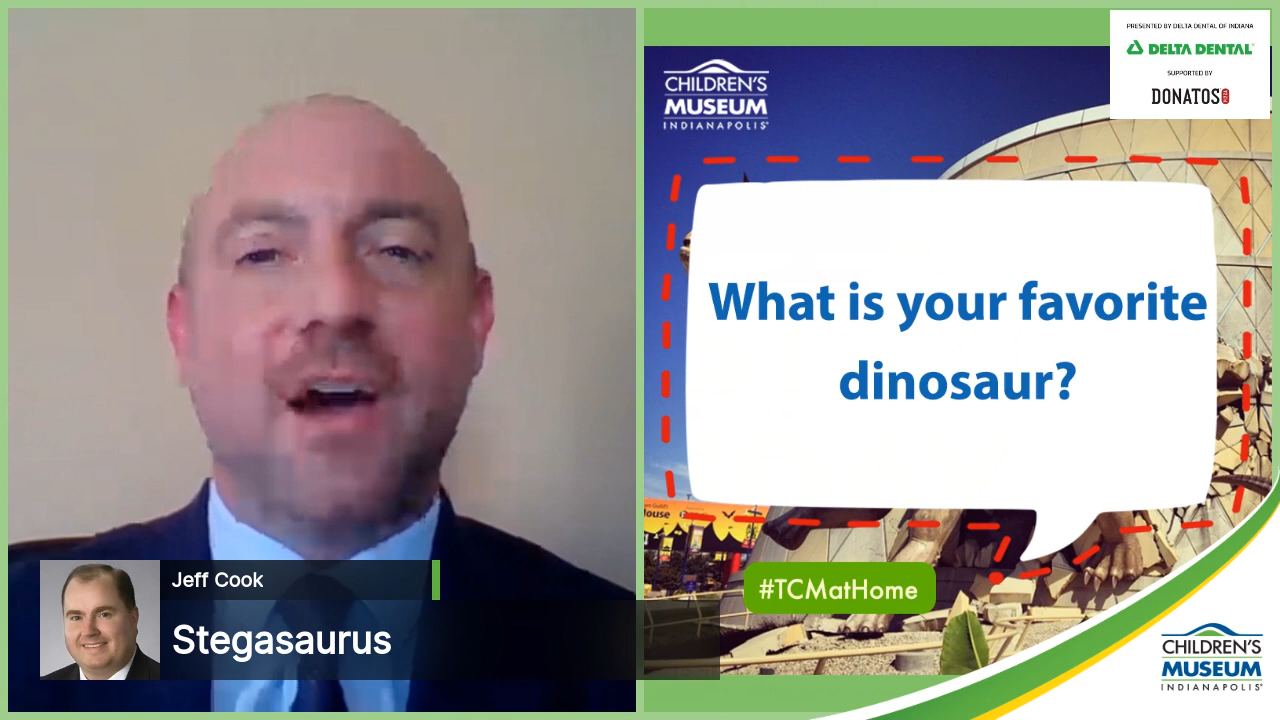 Jeff Cook
Stegasaurus
CHILDREN'S
MUSEUM
INDIANAPOLIS
PRESENTED BY DELTA DENTAL OF INDIANA
DELTA DENTAL
SUPPORTED BY
DONATOS
What is your favorite
dinosaur?
#TCMatHome
CHILDREN'S
MUSEUM
INDIANAPOLIS